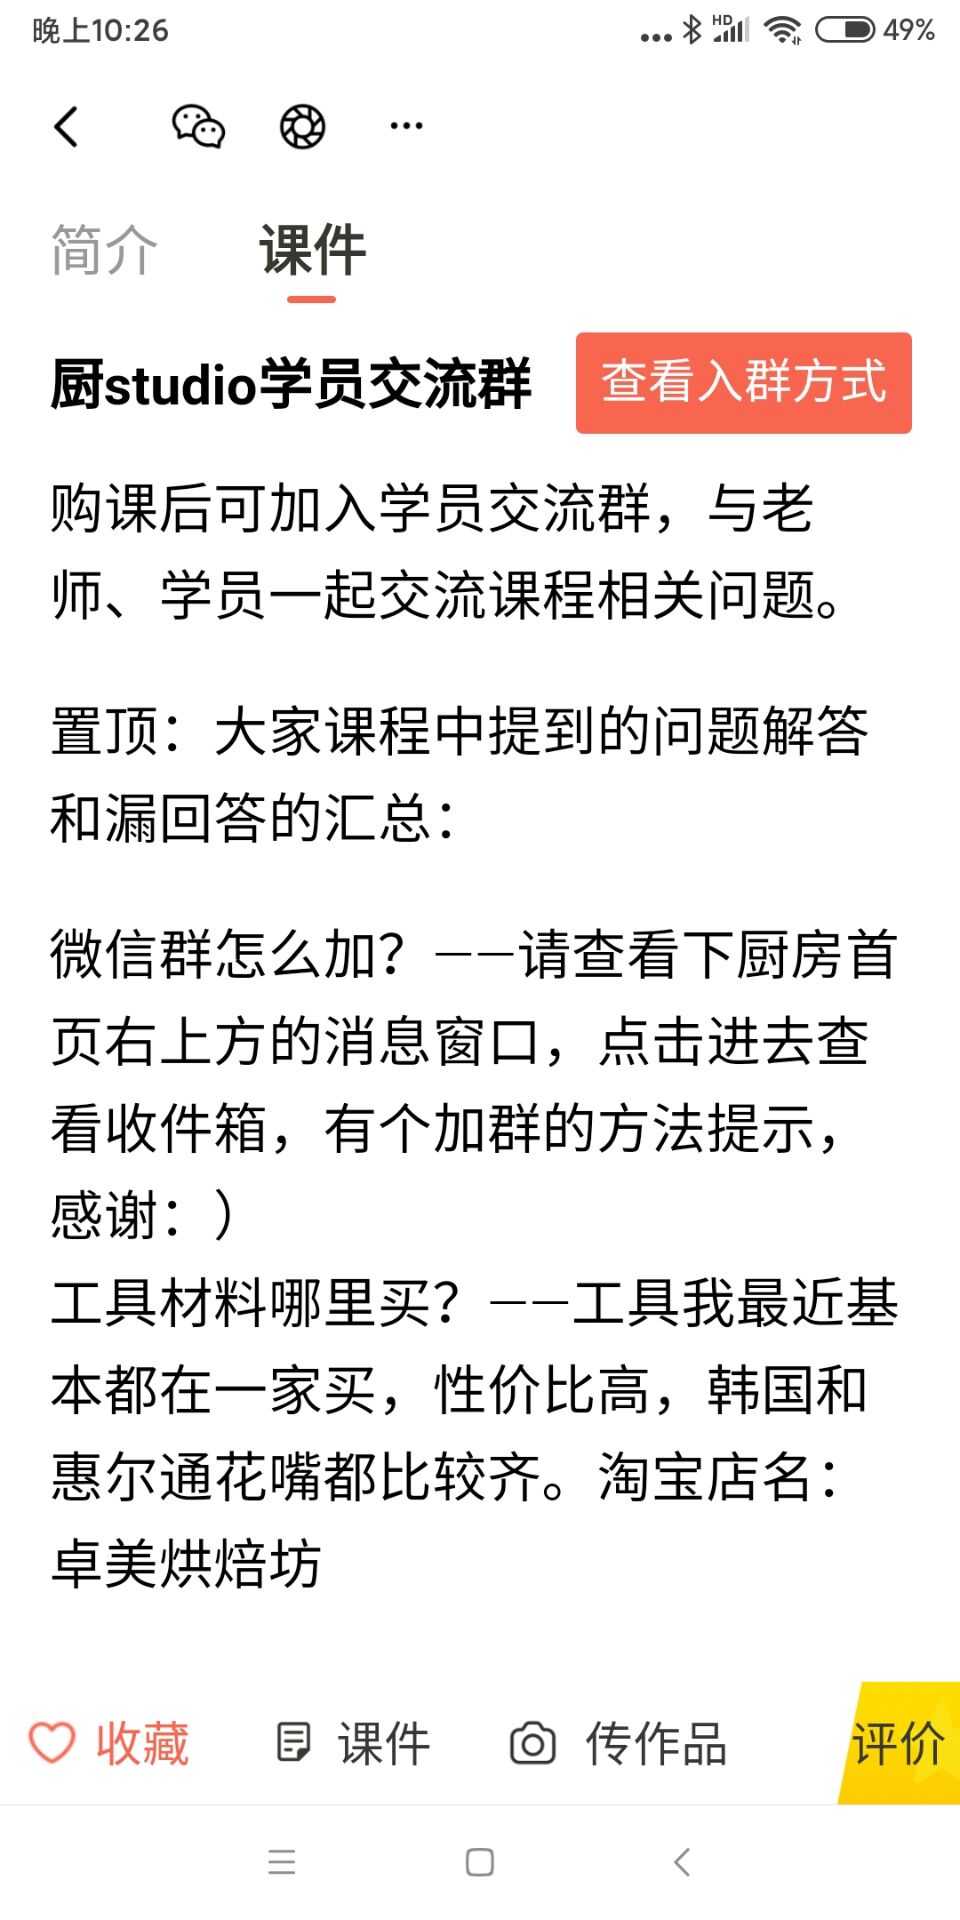 晚上10:26
HD
49%
简介
课件
厨studio学员交流群
查看入群方式
购课后可加入学员交流群，与老
师、学员一起交流课程相关问题。
置顶：大家课程中提到的问题解答
和漏回答的汇总：
微信群怎么加？——请查看下厨房首
页右上方的消息窗口，点击进去查
看收件箱，有个加群的方法提示，
感谢：）
工具材料哪里买？——工具我最近基
本都在一家买，性价比高，韩国和
惠尔通花嘴都比较齐。淘宝店名：
卓美烘焙坊
收藏
课件
传作品
评价